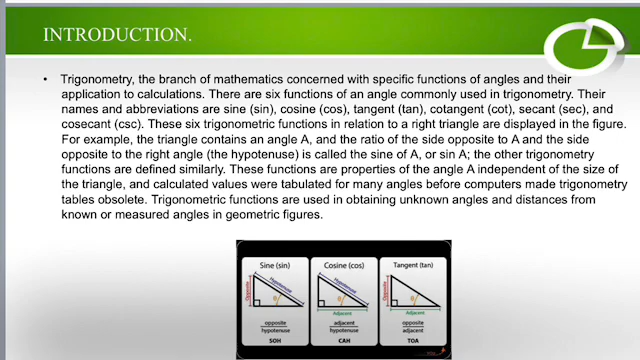 INTRODUCTION.
• Trigonometry, the branch of mathematics concerned with specific functions of angles and their
application to calculations. There are six functions of an angle commonly used in trigonometry. Their
names and abbreviations are sine (sin), cosine (cos), tangent (tan), cotangent (cot), secant (sec), and
cosecant (csc). These six trigonometric functions in relation to a right triangle are displayed in the figure.
For example, the triangle contains an angle A, and the ratio of the side opposite to A and the side
opposite to the right angle (the hypotenuse) is called the sine of A, or sin A; the other trigonometry
functions are defined similarly. These functions are properties of the angle A independent of the size of
the triangle, and calculated values were tabulated for many angles before computers made trigonometry
tables obsolete. Trigonometric functions are used in obtaining unknown angles and distances from
known or measured angles in geometric figures.
Sine (sin)
Opposite
Hypotenuse
θ
opposite
hypotenuse
SOH
Cosine (cos)
Hypotenuse
θ
Adjacent
adjacent
hypotenuse
CAH
Tangent (tan)
Opposite
θ
Adjacent
opposite
adjacent
TOA